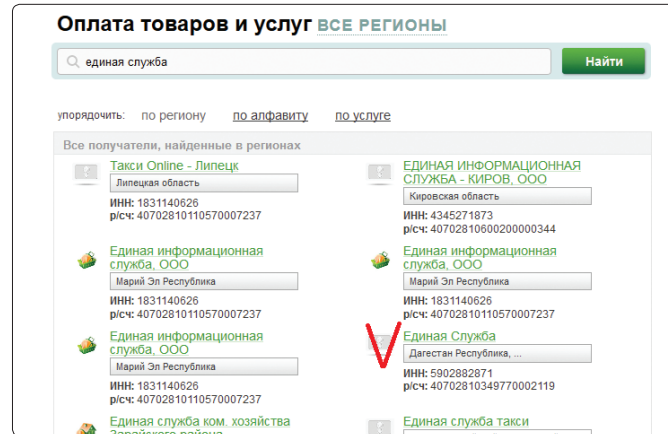 Оплата товаров и услуг ВСЕ РЕГИОНЫ
единая служба
Найти
упорядочить: по региону по алфавиту по услуге
Все получатели, найденные в регионах
Такси Online - Липецк
Липецкая область
ИНН: 1831140626
р/сч: 40702810110570007237
ЕДИНАЯ ИНФОРМАЦИОННАЯ
СЛУЖБА - КИРОВ, ООО
Кировская область
ИНН: 4345271873
р/сч: 40702810600200000344
Единая информационная
служба, ООО
Марий Эл Республика
ИНН: 1831140626
р/сч: 40702810110570007237
Единая информационная
служба, ООО
Марий Эл Республика
ИНН: 1831140626
р/сч: 40702810110570007237
Единая информационная
служба, ООО
Марий Эл Республика
ИНН: 1831140626
р/сч: 40702810110570007237
Единая Служба
Дагестан Республика, ...
ИНН: 5902882871
р/сч: 40702810349770002119
Единая служба ком. хозяйства
Зарайского района
Единая служба такси